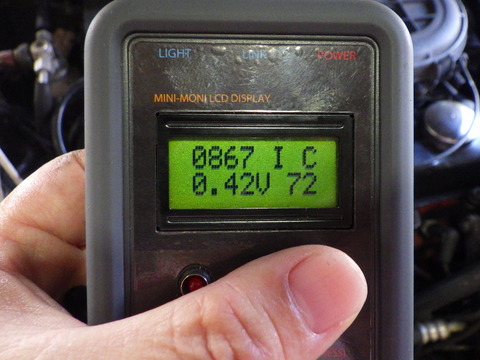 LIGHT LINK POWER
MINI-MONI LCD DISPLAY
0867 I C
0.42V 72